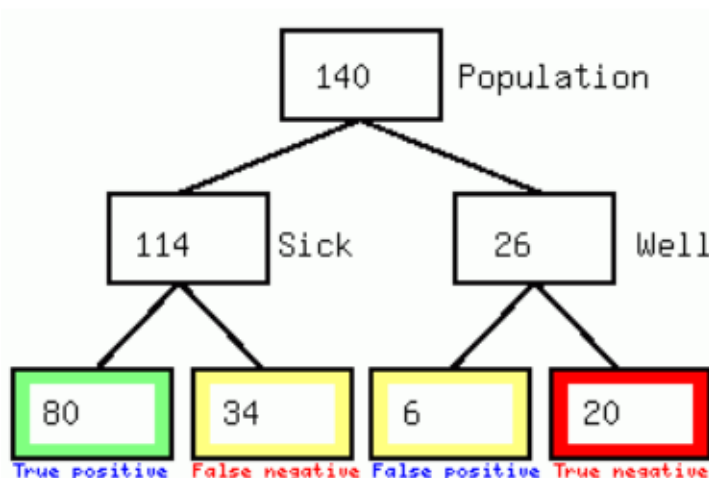 140 Population
114 Sick 26 Well
80 34 6 20
True positive False negative False positive True negative